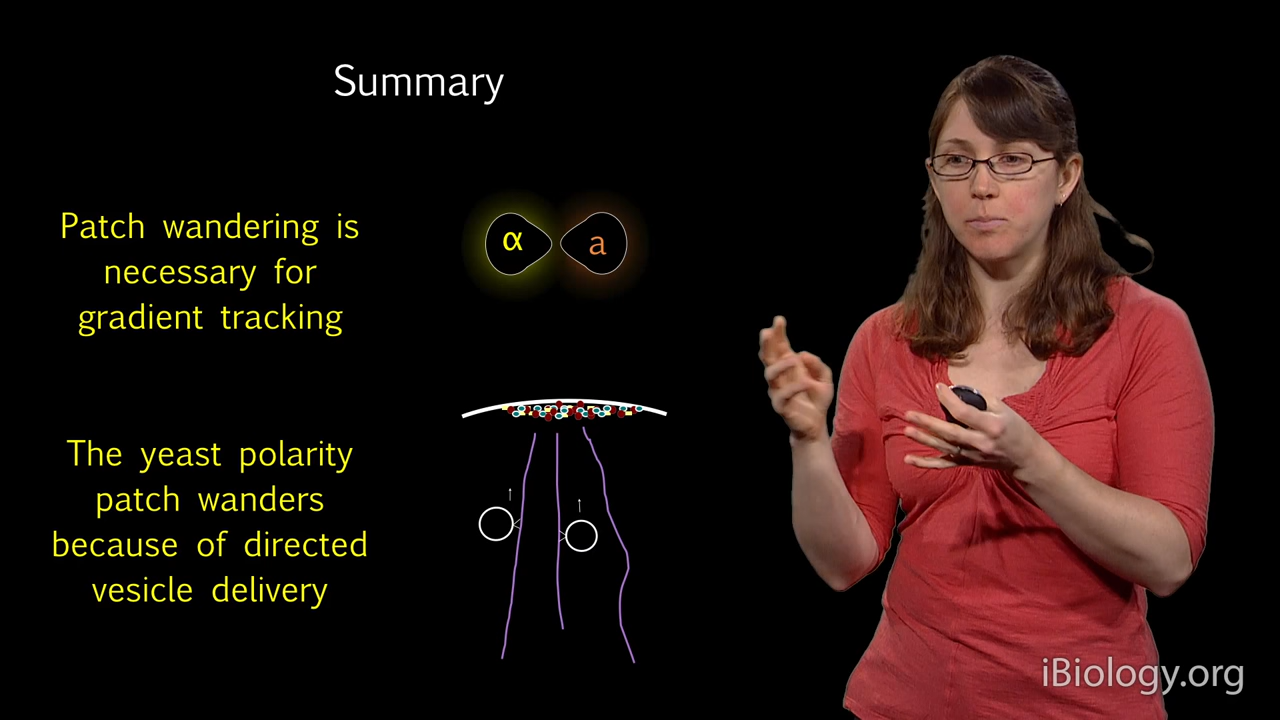 Summary
Patch wandering is
necessary for
gradient tracking
α
a
The yeast polarity
patch wanders
because of directed
vesicle delivery
iBiology.org